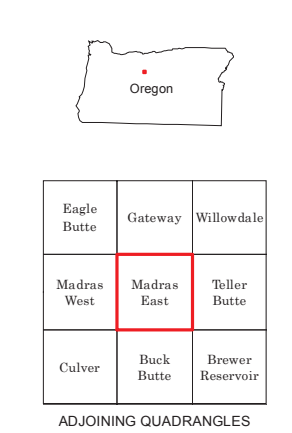 Oregon
Eagle
Butte
Gateway
Willowdale
Madras
West
Madras
East
Teller
Butte
Culver
Buck
Butte
Brewer
Reservoir
ADJOINING QUADRANGLES